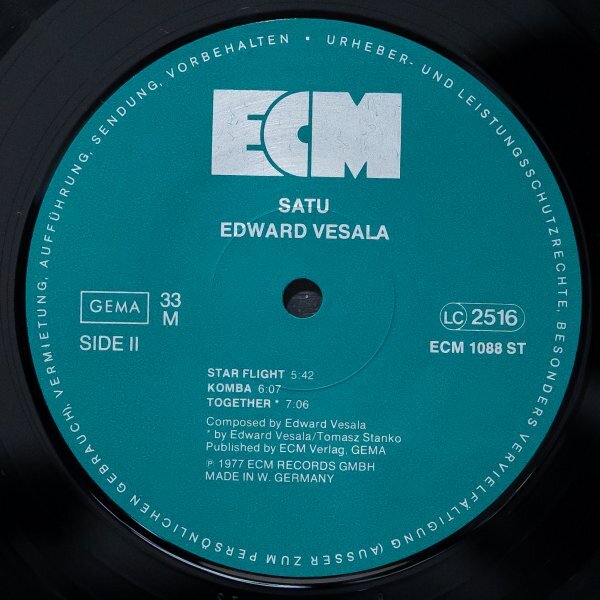 URHEBER- UND LEISTUNGSSCHUTZRECHTE, BESONDERS VERVIELFÄLTIGUNG (AUSSER ZUM PERSÖNLICHEN GEBRAUCH), VERMIETUNG, AUFFÜHRUNG, SENDUNG, VORBEHALTEN •
ECM
SATU
EDWARD VESALA
GEMA
33
M
LC 2516
SIDE II
ECM 1088 ST
STAR FLIGHT 5:42
KOMBA 6:07
TOGETHER * 7:06
Composed by Edward Vesala
* by Edward Vesala/Tomasz Stanko
Published by ECM Verlag, GEMA
℗ 1977 ECM RECORDS GMBH
MADE IN W. GERMANY